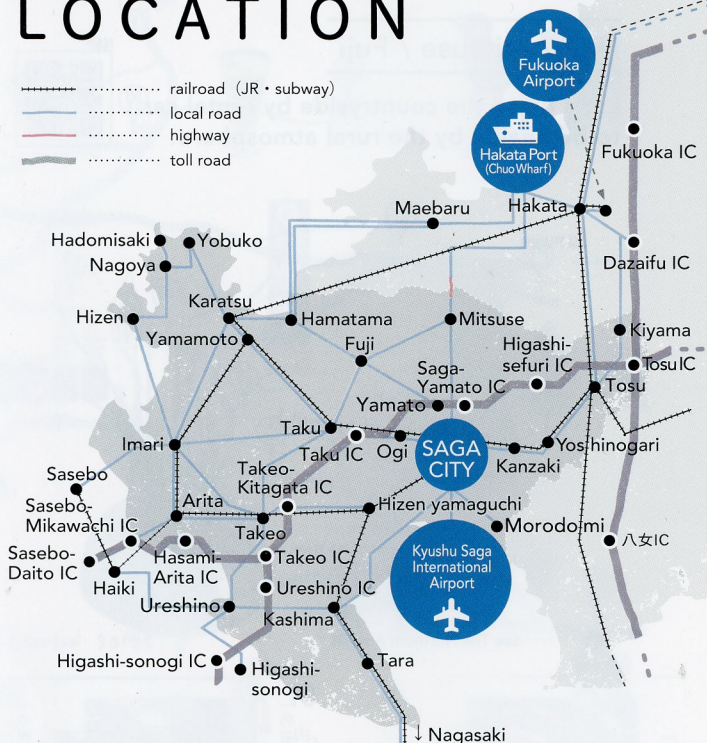 LOCATION
railroad（JR・subway）
local road
highway
toll road
Fukuoka
Airport
Hakata Port
(Chuo Wharf)
Fukuoka IC
Maebaru
Hakata
Hadomisaki
Yobuko
Nagoya
Dazaifu IC
Karatsu
Hizen
Hamatama
Mitsuse
Kiyama
Yamamoto
Fuji
Higashi-
sefuri IC
Saga-
Yamato IC
TosuIC
Tosu
Yamato
Taku
Taku IC
Ogi
SAGA
CITY
Kanzaki
Yoshinogari
Imari
Takeo-
Kitagata IC
Sasebo
Sasebo-
Mikawachi IC
Arita
Takeo
Hizen yamaguchi
Morodomi
八女IC
Sasebo-
Daito IC
Haiki
Hasami-
Arita IC
Takeo IC
Kyushu Saga
International
Airport
Ureshino IC
Ureshino
Kashima
Higashi-sonogi IC
Higashi-
sonogi
Tara
↓ Nagasaki